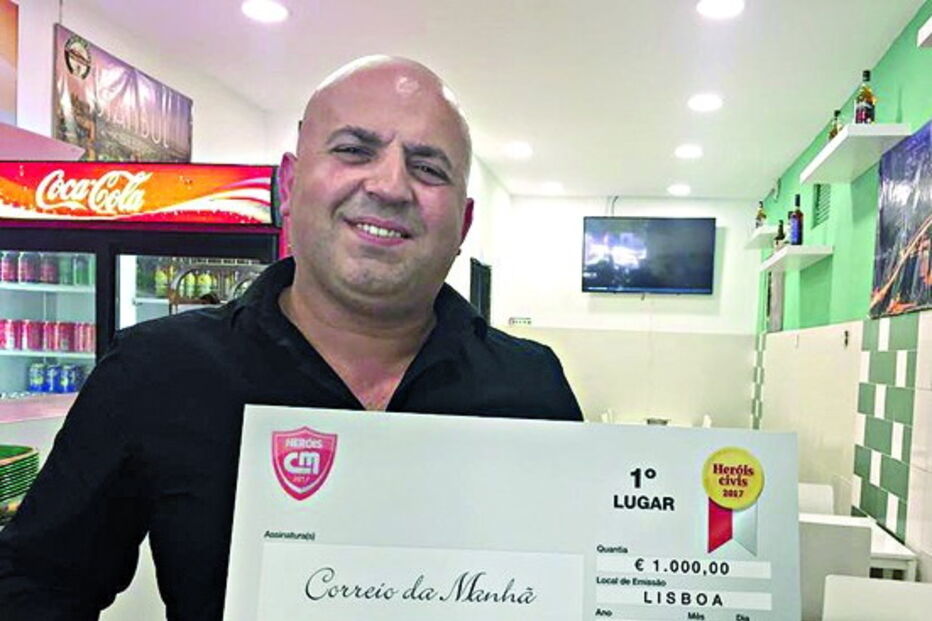 ISTANBUL
Coca-Cola
HERÓIS
CM
2017
1º
LUGAR
Heróis
civis
2017
Assinatura(s)
Correio da Manhã
Quantia
€ 1.000,00
Local de Emissão
LISBOA
Ano Mês Dia